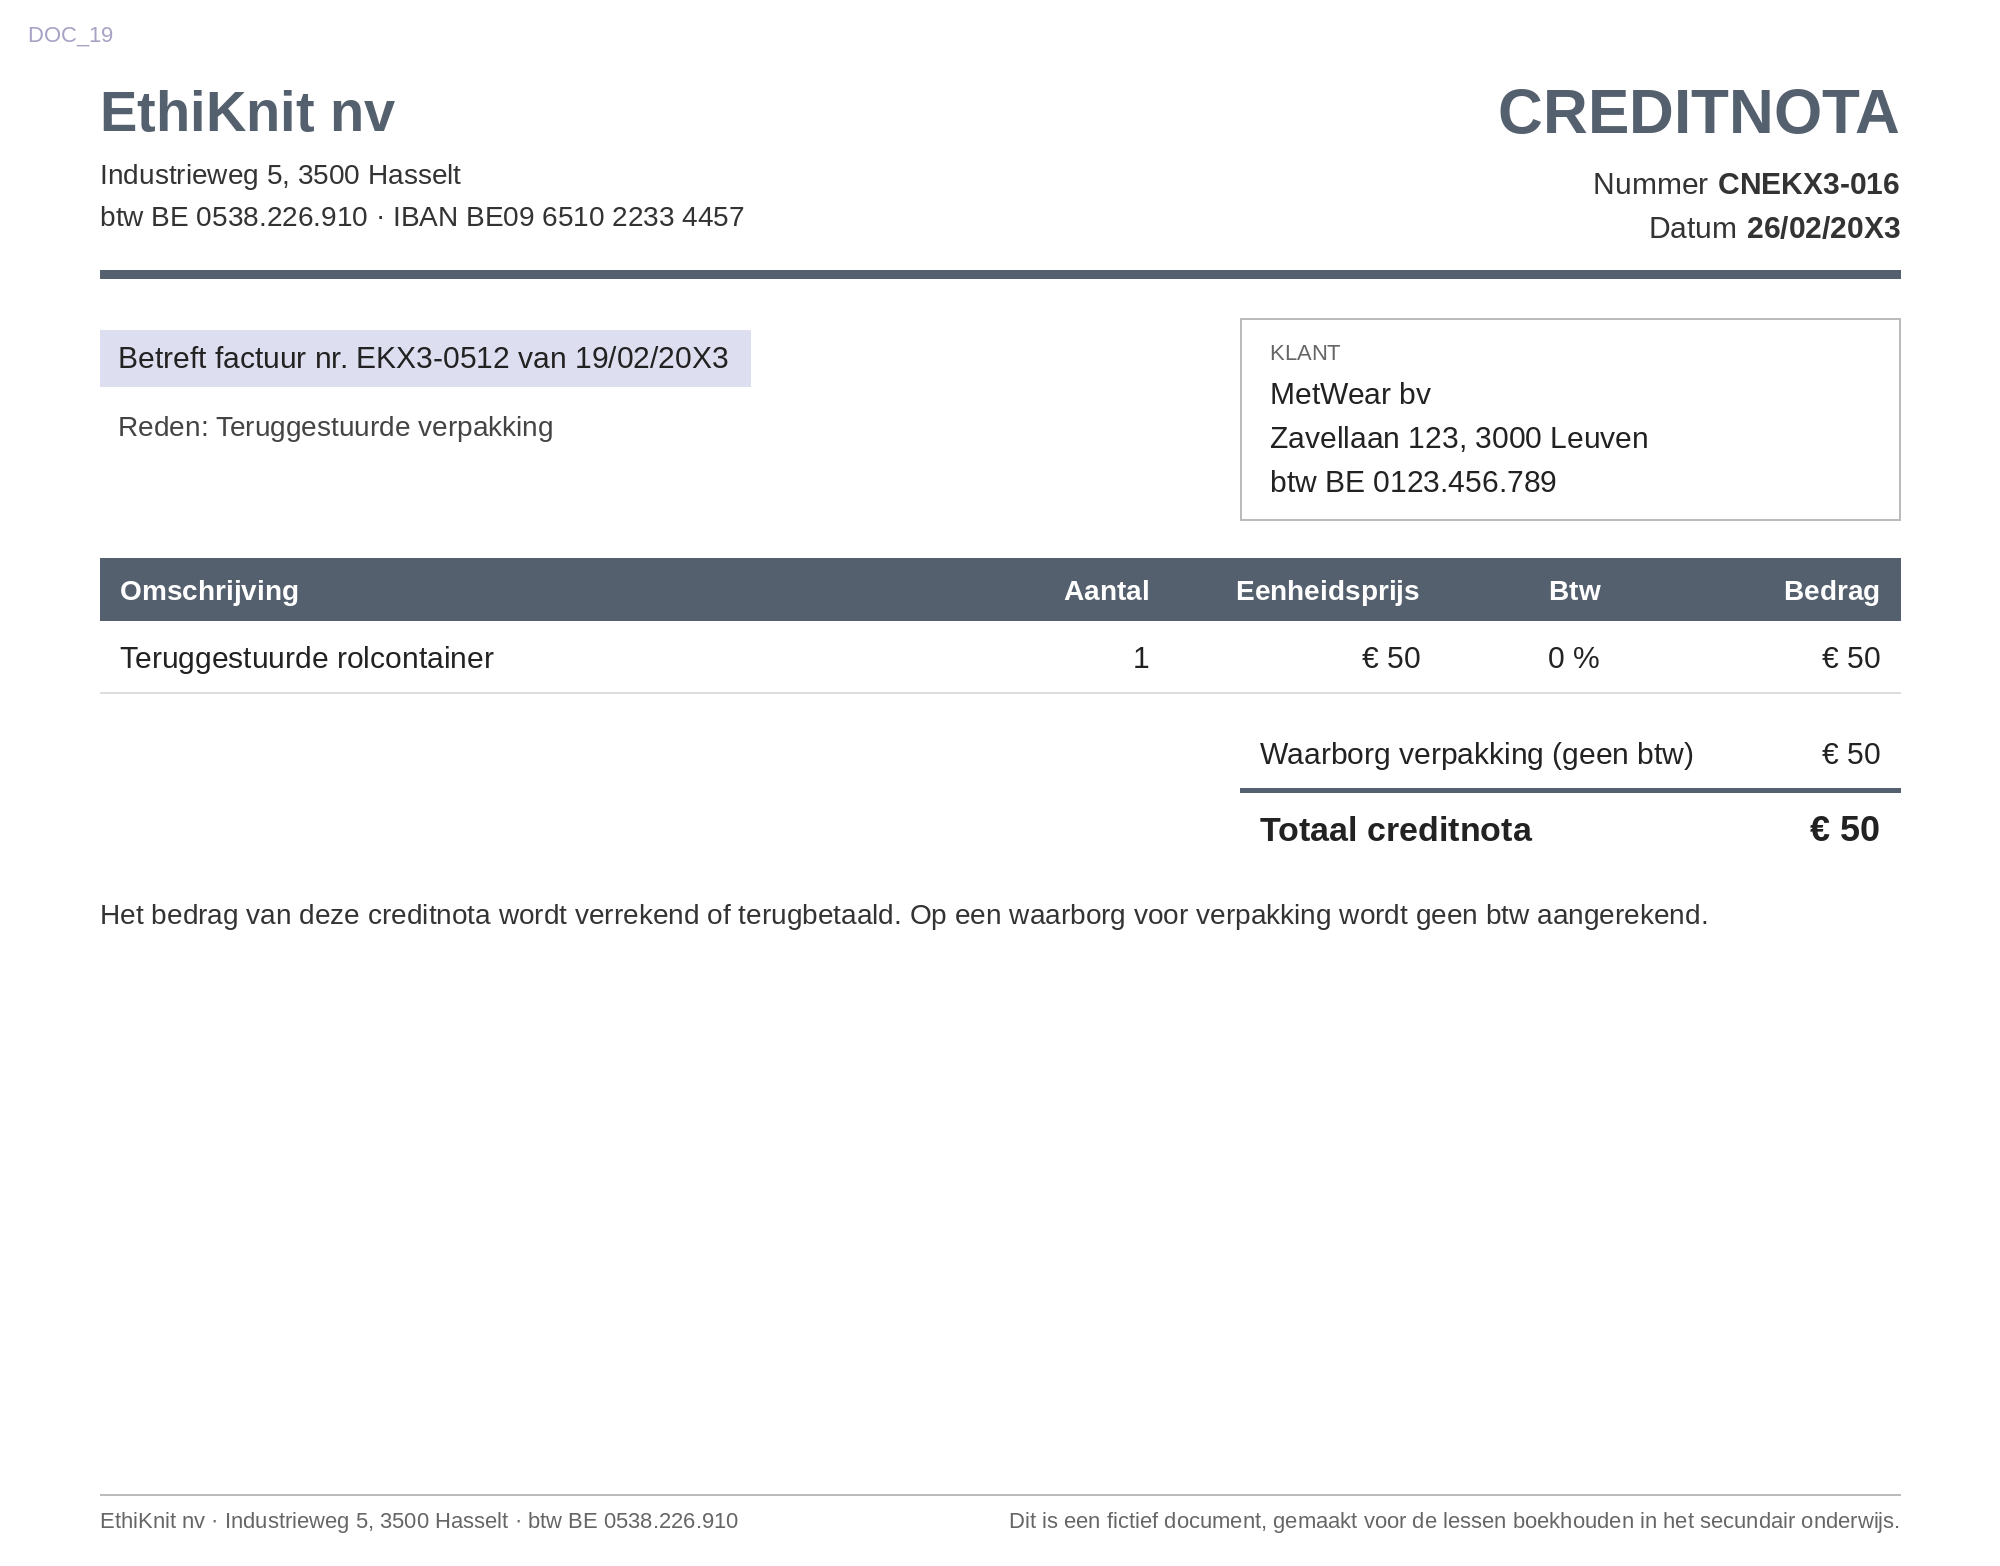 DOC_19
EthiKnit nv
Industrieweg 5, 3500 Hasselt
btw BE 0538.226.910 · IBAN BE09 6510 2233 4457
CREDITNOTA
Nummer CNEKX3-016
Datum 26/02/20X3
Betreft factuur nr. EKX3-0512 van 19/02/20X3
Reden: Teruggestuurde verpakking
KLANT
MetWear bv
Zavellaan 123, 3000 Leuven
btw BE 0123.456.789
Omschrijving Aantal Eenheidsprijs Btw Bedrag
Teruggestuurde rolcontainer 1 € 50 0 % € 50
Waarborg verpakking (geen btw) € 50
Totaal creditnota € 50
Het bedrag van deze creditnota wordt verrekend of terugbetaald. Op een waarborg voor verpakking wordt geen btw aangerekend.
EthiKnit nv · Industrieweg 5, 3500 Hasselt · btw BE 0538.226.910
Dit is een fictief document, gemaakt voor de lessen boekhouden in het secundair onderwijs.